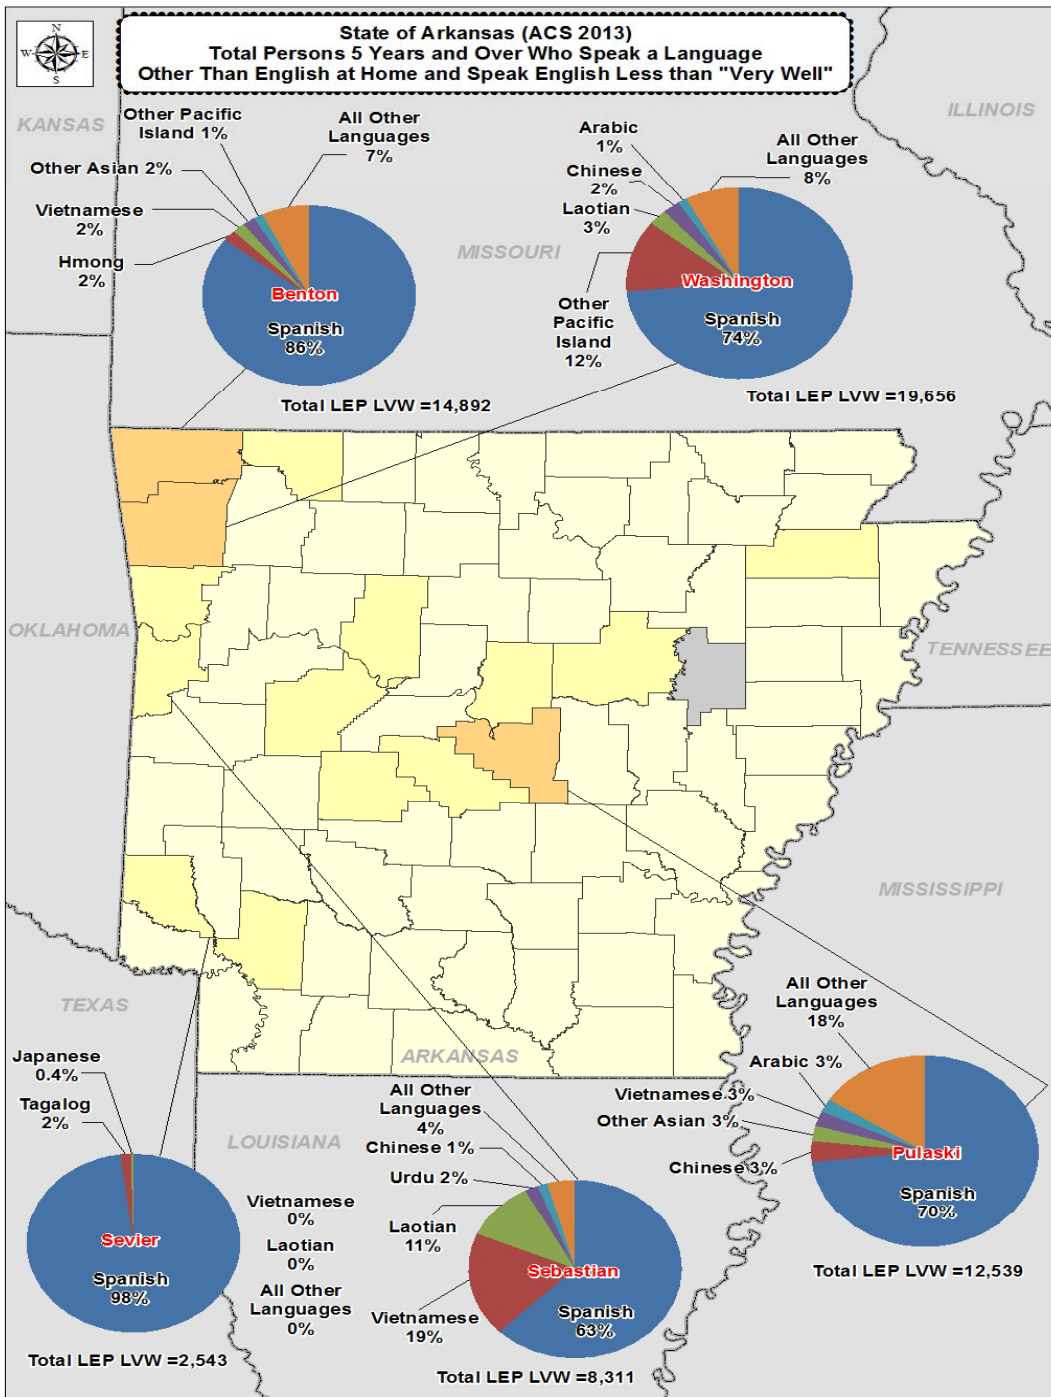 State of Arkansas (ACS 2013)
Total Persons 5 Years and Over Who Speak a Language
Other Than English at Home and Speak English Less than "Very Well"
N
W E
S
KANSAS
ILLINOIS
MISSOURI
OKLAHOMA
TENNESSEE
MISSISSIPPI
TEXAS
ARKANSAS
LOUISIANA
Other Pacific
Island 1%
All Other
Languages
7%
Other Asian 2%
Vietnamese
2%
Hmong
2%
Benton
Spanish
86%
Total LEP LVW =14,892
Arabic
1%
All Other
Languages
8%
Chinese
2%
Laotian
3%
Other
Pacific
Island
12%
Washington
Spanish
74%
Total LEP LVW =19,656
Japanese
0.4%
Tagalog
2%
Sevier
Spanish
98%
Vietnamese
0%
Laotian
0%
All Other
Languages
0%
Total LEP LVW =2,543
All Other
Languages
4%
Chinese 1%
Urdu 2%
Laotian
11%
Vietnamese
19%
Sebastian
Spanish
63%
Total LEP LVW =8,311
All Other
Languages
18%
Arabic 3%
Vietnamese 3%
Other Asian 3%
Chinese 3%
Pulaski
Spanish
70%
Total LEP LVW =12,539